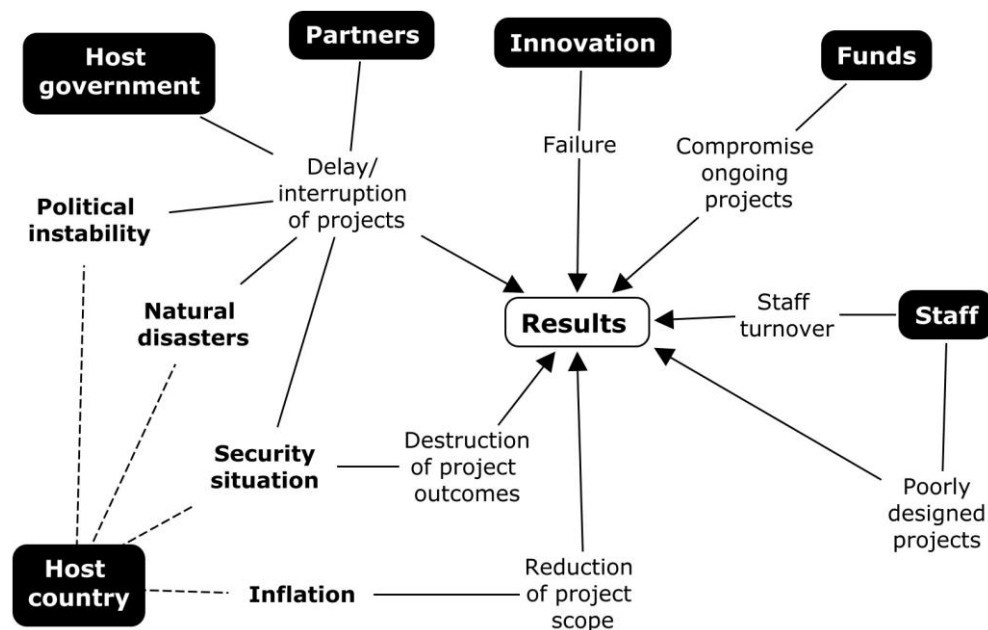 Host
government
Partners
Innovation
Funds
Delay/
interruption
of projects
Failure
Compromise
ongoing
projects
Political
instability
Natural
disasters
Results
Staff
turnover
Staff
Security
situation
Destruction
of project
outcomes
Poorly
designed
projects
Host
country
Inflation
Reduction
of project
scope